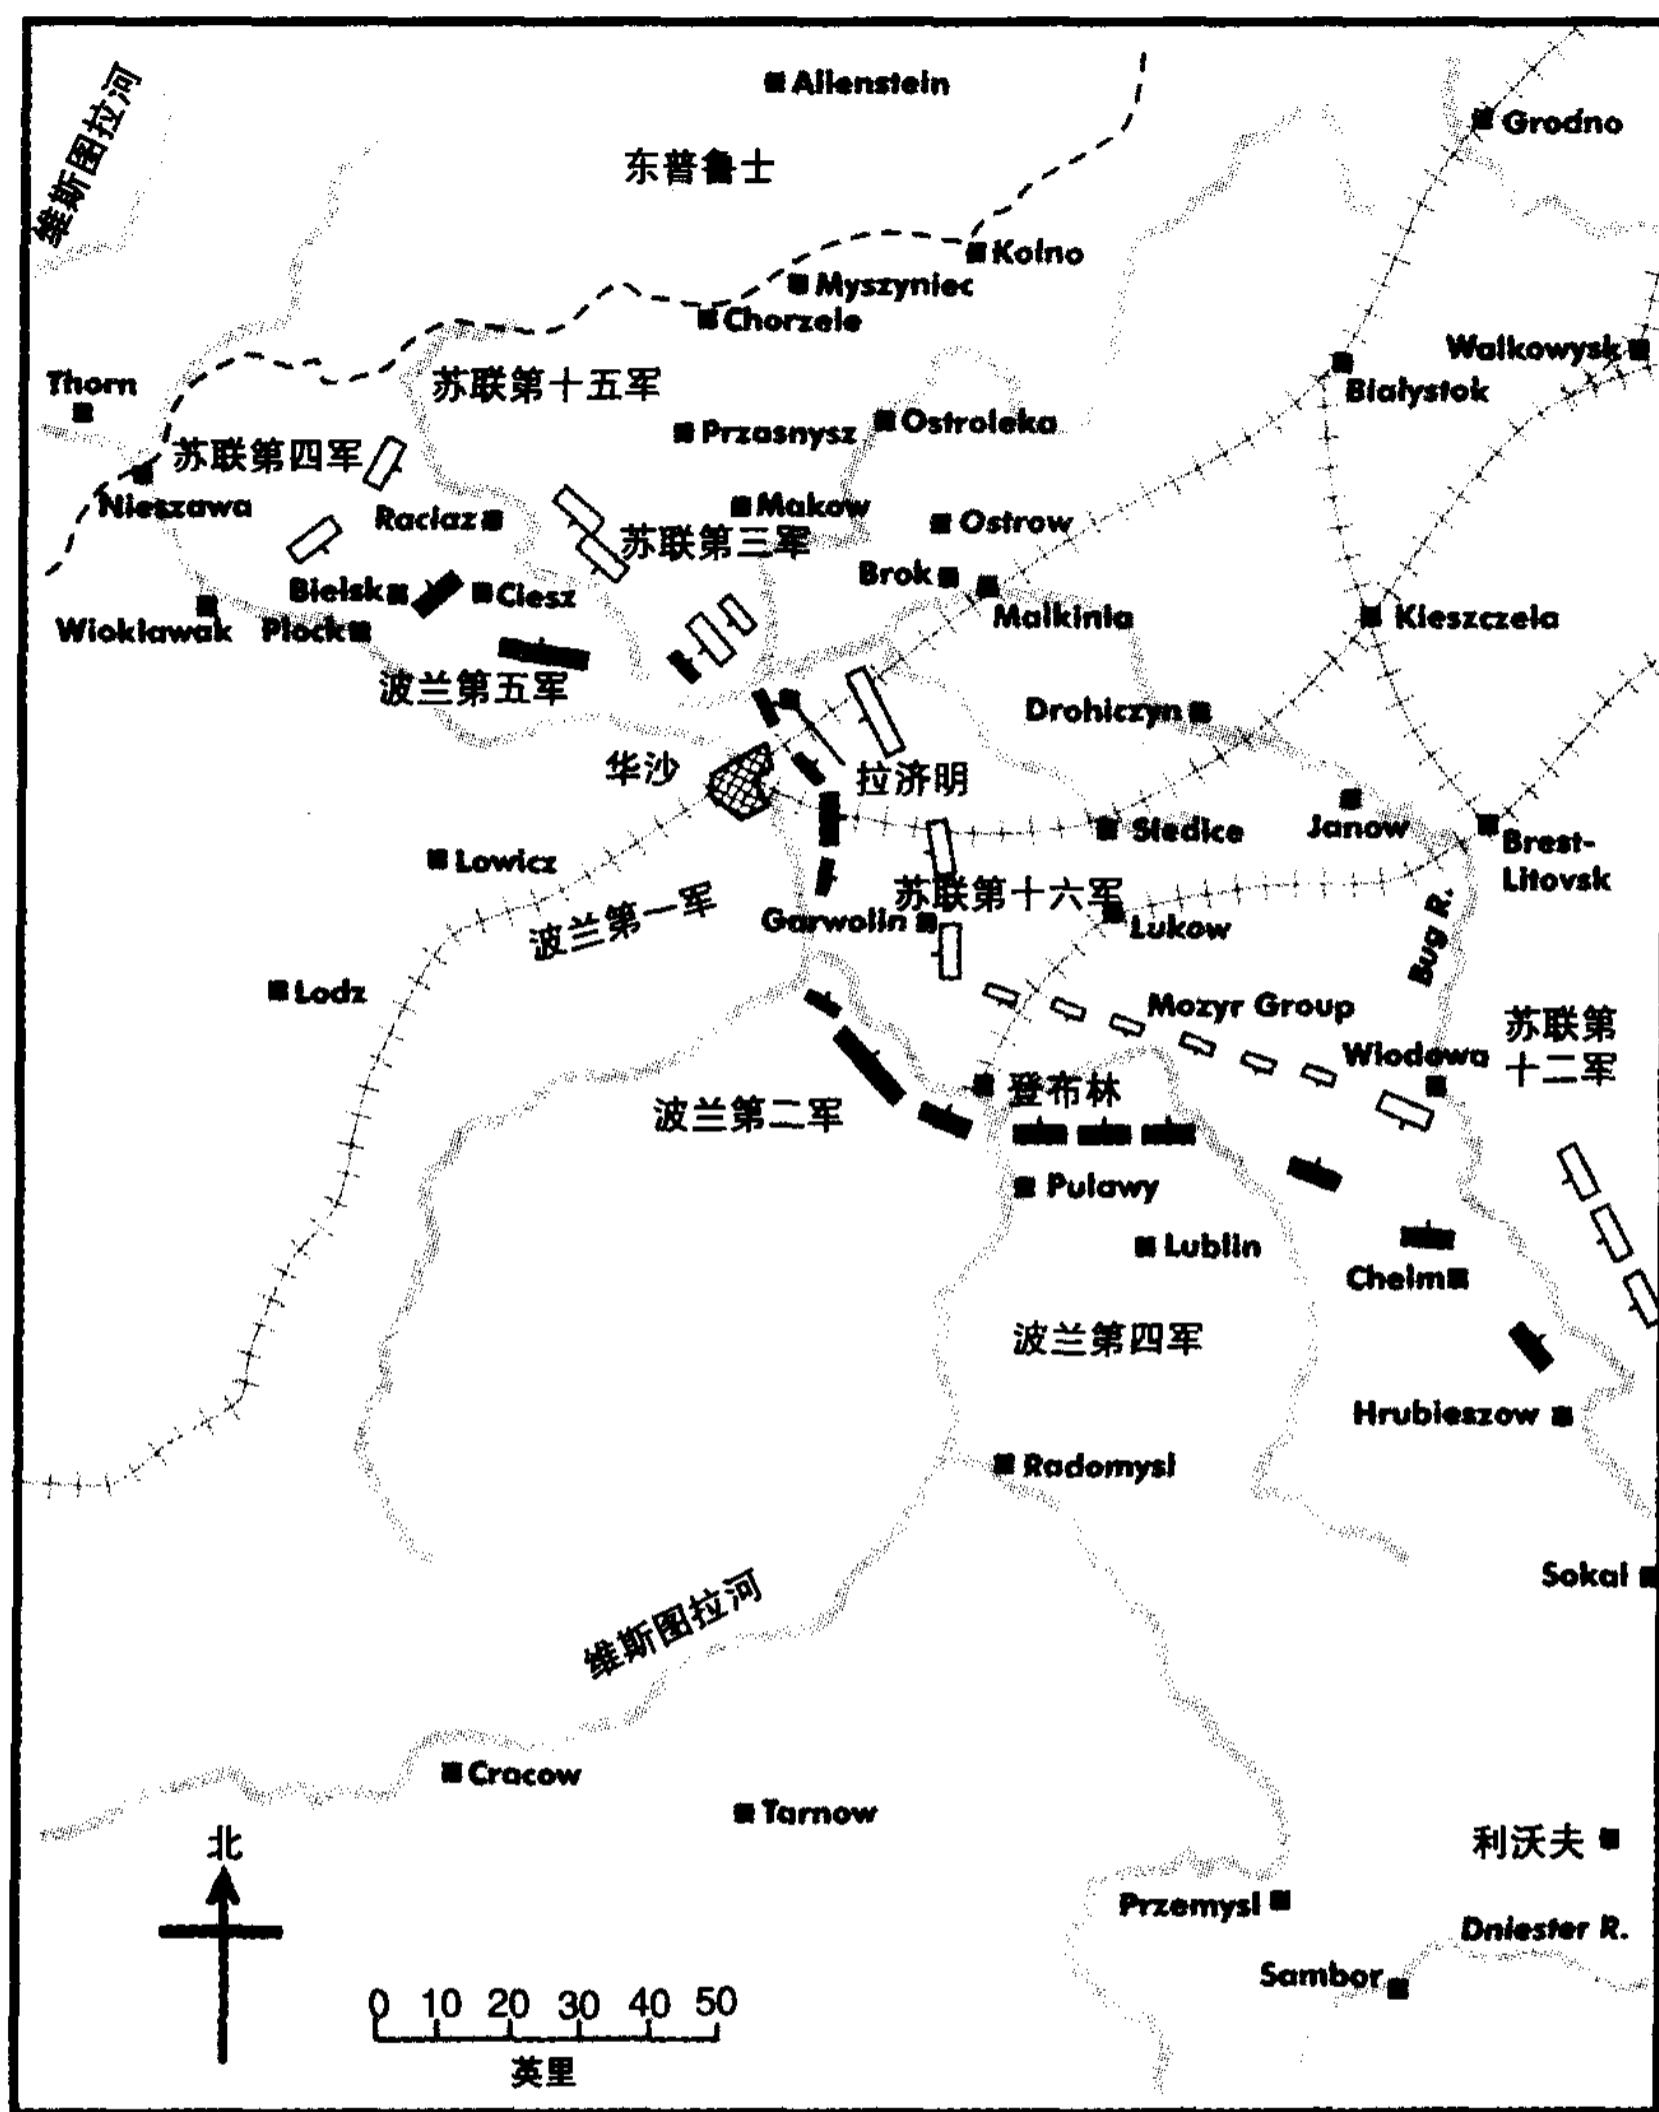 Allenstein
维斯图拉河
Grodno
东普鲁士
Kolno
Myszyniec
Chorzele
Walkowysk
Thorn
苏联第十五军
Bialystok
Przasnysz
Ostroleka
苏联第四军
Nieszawa
Raciaz
Makow
Ostrow
苏联第三军
Brok
Bielsk
Ciesz
Malkinia
Kleszczela
Wloklawak
Plock
波兰第五军
Drohiczyn
华沙
拉济明
Siedlce
Janow
Brest-
Litovsk
Lowicz
苏联第十六军
波兰第一军
Garwolin
Lukow
Bug R.
Lodz
Mozyr Group
苏联第
十二军
Wlodawa
登布林
波兰第二军
Pulawy
Lublin
Chelm
波兰第四军
Hrubieszow
Radomysl
Sokal
维斯图拉河
Cracow
Tarnow
北
利沃夫
Przemysl
Dniester R.
Sambor
0 10 20 30 40 50
英里